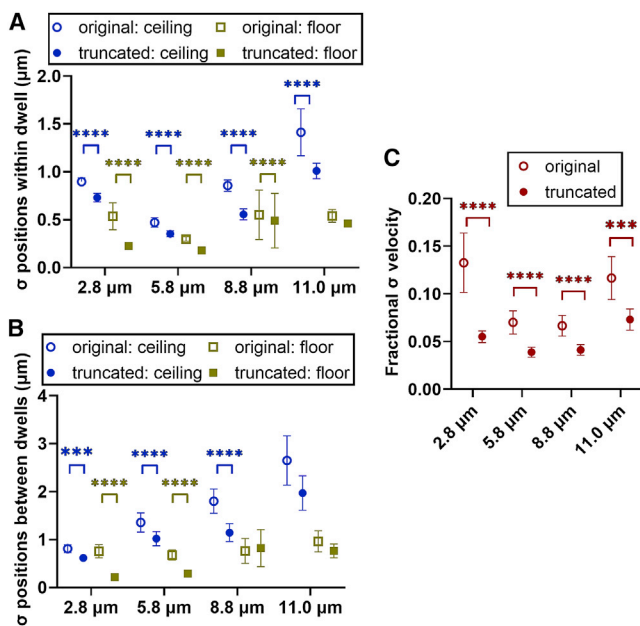 A
original: ceiling original: floor
truncated: ceiling truncated: floor
σ positions within dwell (μm)
2.0
1.5
1.0
0.5
0.0
**** **** **** **** **** **** ****
2.8 μm 5.8 μm 8.8 μm 11.0 μm
B
original: ceiling original: floor
truncated: ceiling truncated: floor
σ positions between dwells (μm)
4
3
2
1
0
*** **** **** **** ****
2.8 μm 5.8 μm 8.8 μm 11.0 μm
C
original
truncated
Fractional σ velocity
0.20
0.15
0.10
0.05
0.00
**** **** **** ***
2.8 μm 5.8 μm 8.8 μm 11.0 μm